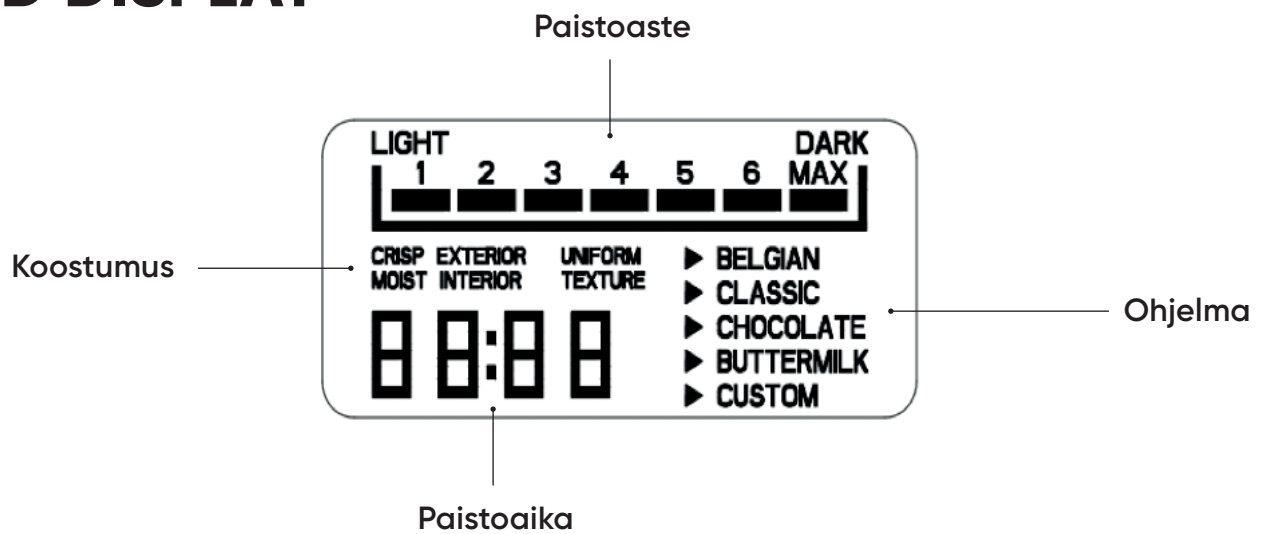 D DISPLAY
Paistoaste
LIGHT DARK
1 2 3 4 5 6 MAX
Koostumus
CRISP EXTERIOR
MOIST INTERIOR
UNIFORM
TEXTURE
88:88
▶ BELGIAN
▶ CLASSIC
▶ CHOCOLATE
▶ BUTTERMILK
▶ CUSTOM
Ohjelma
Paistoaika